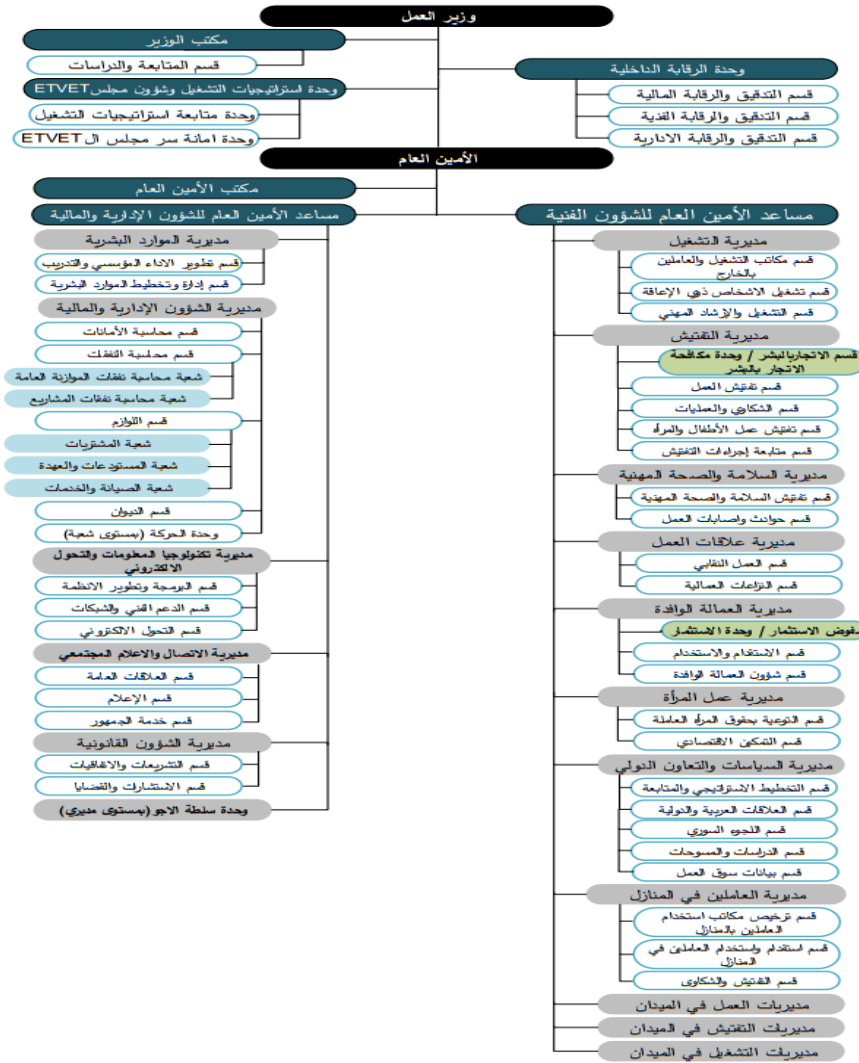 وزير العمل
مكتب الوزير
قسم المتابعة والدراسات
وحدة استراتيجيات التشغيل وشؤون مجلس ETVET
وحدة متابعة استراتيجيات التشغيل
وحدة امانة سر مجلس ال ETVET
وحدة الرقابة الداخلية
قسم التدقيق والرقابة المالية
قسم التدقيق والرقابة الفنية
قسم التدقيق والرقابة الادارية
الأمين العام
مكتب الأمين العام
مساعد الأمين العام للشؤون الفنية
مديرية التشغيل
قسم مكاتب التشغيل والعاملين
بالخارج
قسم تشغيل الاشخاص ذوي الإعاقة
قسم التشغيل والإرشاد المهني
مديرية التفتيش
قسم الاتجاربالبشر / وحدة مكافحة
الاتجار بالبشر
قسم تفتيش العمل
قسم الشكاوي والعمليات
قسم تفتيش عمل الأطفال والمرأه
قسم متابعة إجراءات التفتيش
مديرية السلامة والصحة المهنية
قسم تفتيش السلامة والصحة المهنية
قسم حوادث واصابات العمل
مديرية علاقات العمل
قسم العمل النقابي
قسم النزاعات العمالية
مديرية العمالة الوافدة
مفوض الاستثمار / وحدة الاستثمار
قسم الاستقدام والاستخدام
قسم شؤون العمالة الوافدة
مديرية عمل المرأة
قسم التوعية بحقوق المرأه العاملة
قسم التمكين الاقتصادي
مديرية السياسات والتعاون الدولي
قسم التخطيط الاستراتيجي والمتابعة
قسم العلاقات العربية والدولية
قسم اللجوء السوري
قسم الدراسات والمسوحات
قسم بيانات سوق العمل
مديرية العاملين في المنازل
قسم ترخيص مكاتب استخدام
العاملين بالمنازل
قسم استقدام واستخدام العاملين في
المنازل
قسم التفتيش والشكاوى
مديريات العمل في الميدان
مديريات التفتيش في الميدان
مديريات التشغيل في الميدان
مساعد الأمين العام للشؤون الإدارية والمالية
مديرية الموارد البشرية
قسم تطوير الاداء المؤسسي والتدريب
قسم إدارة وتخطيط الموارد البشرية
مديرية الشؤون الإدارية والمالية
قسم محاسبة الأمانات
قسم محاسبة النفقات
شعبة محاسبة نفقات الموازنة العامة
شعبة محاسبة نفقات المشاريع
قسم اللوازم
شعبة المشتريات
شعبة المستودعات والعهدة
شعبة الصيانة والخدمات
قسم الديوان
وحدة الحركة (بمستوى شعبة)
مديرية تكنولوجيا المعلومات والتحول
الالكتروني
قسم البرمجة وتطوير الانظمة
قسم الدعم الفني والشبكات
قسم التحول الالكتروني
مديرية الاتصال والاعلام المجتمعي
قسم العلاقات العامة
قسم الإعلام
قسم خدمة الجمهور
مديرية الشؤون القانونية
قسم التشريعات والاتفاقيات
قسم الاستشارات والقضايا
وحدة سلطة الاجو (بمستوى مديري)